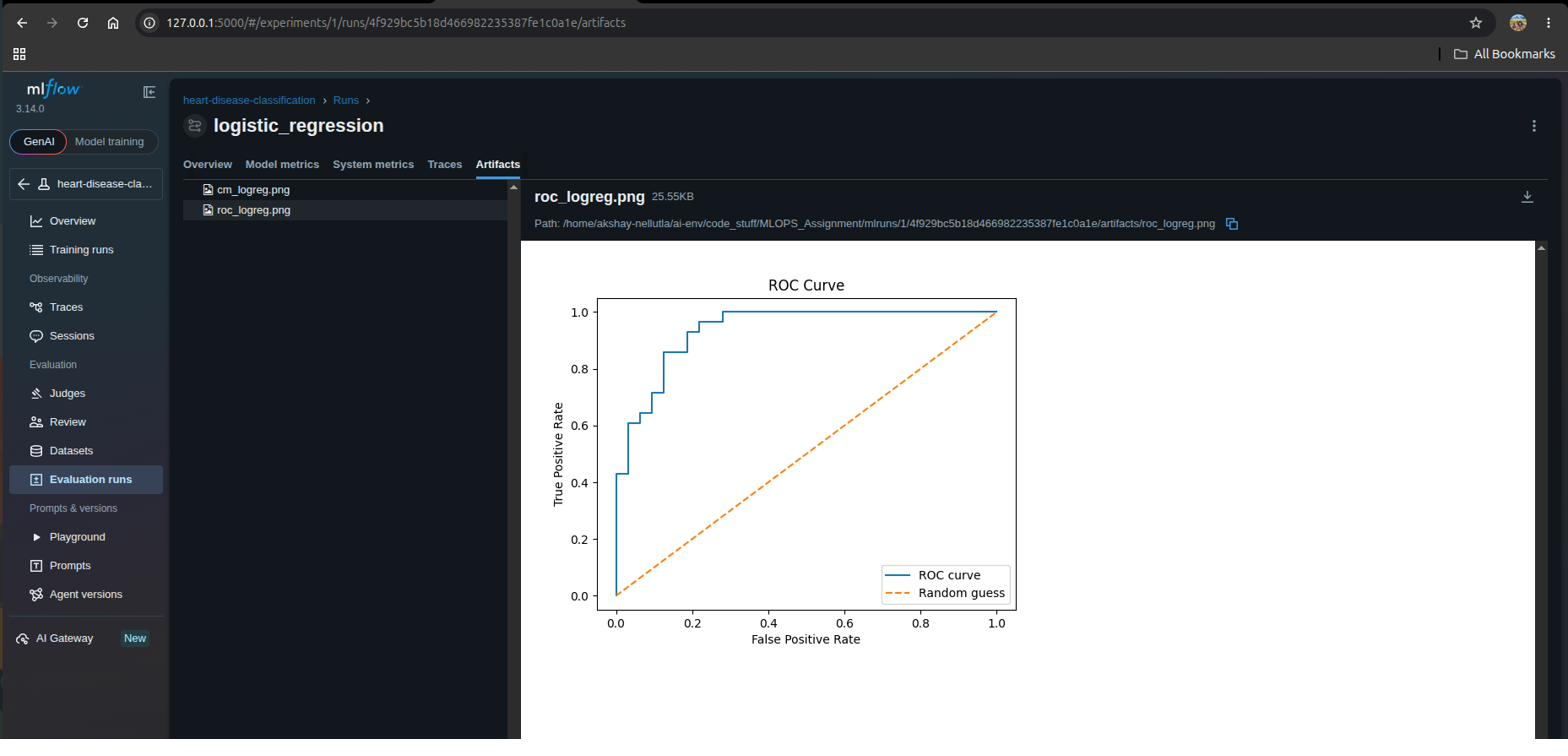 127.0.0.1:5000/#/experiments/1/runs/4f929bc5b18d466982235387fe1c0a1e/artifacts
All Bookmarks
mlflow
3.14.0
GenAI Model training
heart-disease-cla...
Overview
Training runs
Observability
Traces
Sessions
Evaluation
Judges
Review
Datasets
Evaluation runs
Prompts & versions
Playground
Prompts
Agent versions
AI Gateway New
heart-disease-classification › Runs ›
logistic_regression
Overview Model metrics System metrics Traces Artifacts
cm_logreg.png
roc_logreg.png
roc_logreg.png 25.55KB
Path: /home/akshay-nellutla/ai-env/code_stuff/MLOPS_Assignment/mlruns/1/4f929bc5b18d466982235387fe1c0a1e/artifacts/roc_logreg.png
ROC Curve
True Positive Rate
1.0
0.8
0.6
0.4
0.2
0.0
ROC curve
Random guess
0.0 0.2 0.4 0.6 0.8 1.0
False Positive Rate